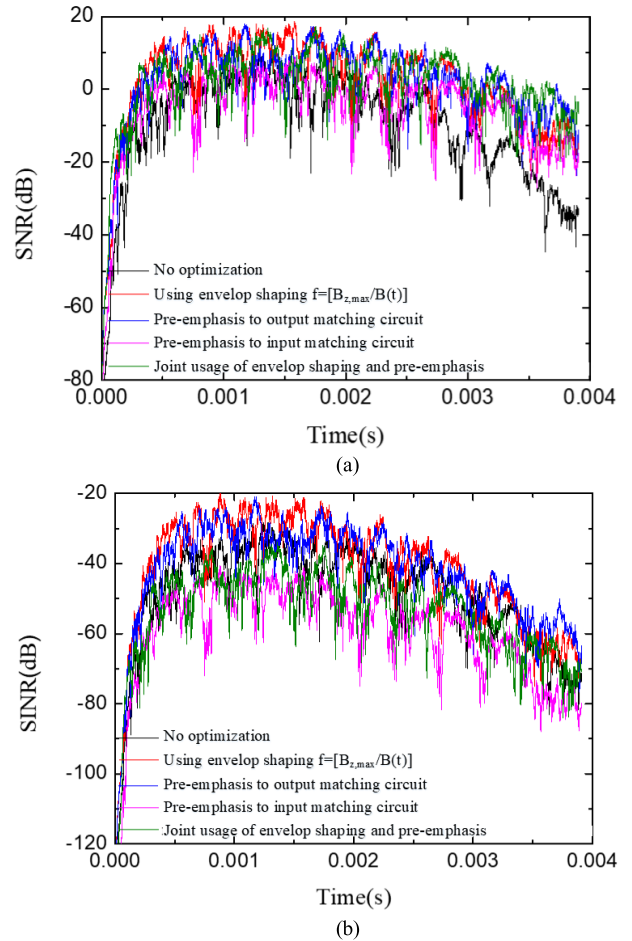 20
0
-20
-40
-60
-80
SNR(dB)
No optimization
Using envelop shaping f=[B_z,max/B(t)]
Pre-emphasis to output matching circuit
Pre-emphasis to input matching circuit
Joint usage of envelop shaping and pre-emphasis
0.000 0.001 0.002 0.003 0.004
Time(s)
(a)
-20
-40
-60
-80
-100
-120
SINR(dB)
No optimization
Using envelop shaping f=[B_z,max/B(t)]
Pre-emphasis to output matching circuit
Pre-emphasis to input matching circuit
Joint usage of envelop shaping and pre-emphasis
0.000 0.001 0.002 0.003 0.004
Time(s)
(b)